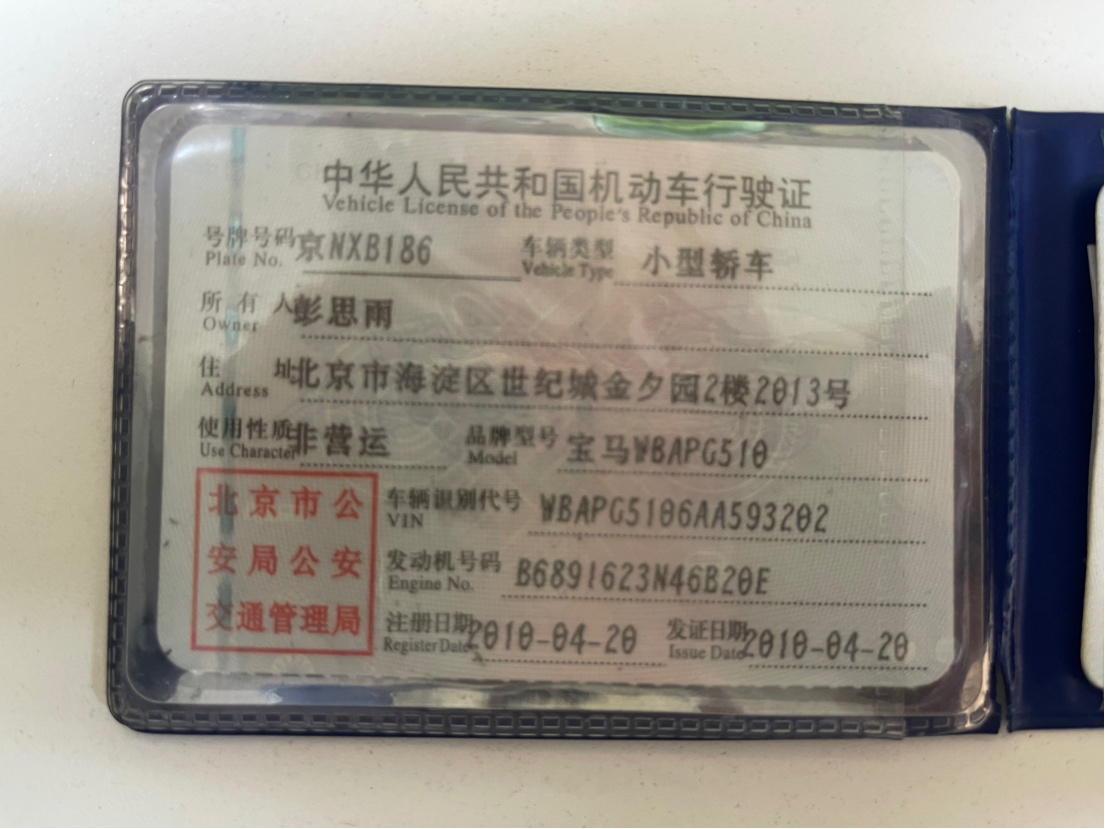 中华人民共和国机动车行驶证
Vehicle License of the People's Republic of China
号牌号码 京NXB186 车辆类型 小型轿车
Plate No. Vehicle Type
所有人 彭思雨
Owner
住址 北京市海淀区世纪城金夕园2楼2013号
Address
使用性质 非营运 品牌型号 宝马WBAPG510
Use Character Model
北京市公 车辆识别代号 WBAPG5106AA593202
VIN
安局公安 发动机号码 B6891623N46B20E
Engine No.
交通管理局 注册日期 2010-04-20 发证日期 2010-04-20
Register Date Issue Date